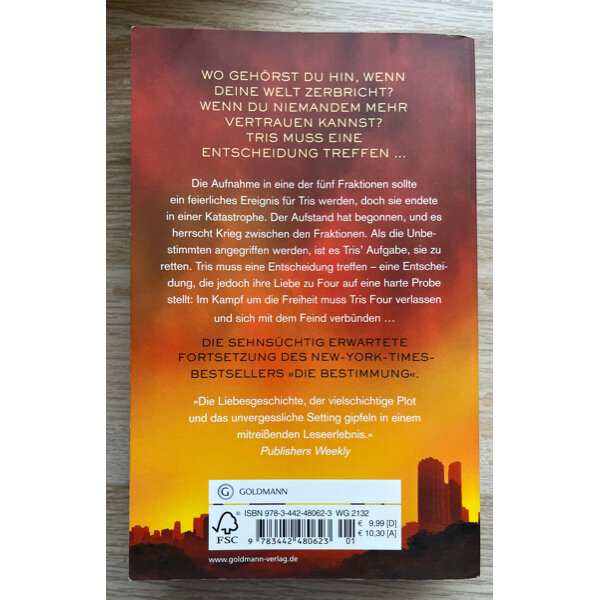 WO GEHÖRST DU HIN, WENN
DEINE WELT ZERBRICHT?
WENN DU NIEMANDEM MEHR
VERTRAUEN KANNST?
TRIS MUSS EINE
ENTSCHEIDUNG TREFFEN ...
Die Aufnahme in eine der fünf Fraktionen sollte
ein feierliches Ereignis für Tris werden, doch sie endete
in einer Katastrophe. Der Aufstand hat begonnen, und es
herrscht Krieg zwischen den Fraktionen. Als die Unbe-
stimmten angegriffen werden, ist es Tris’ Aufgabe, sie zu
retten. Tris muss eine Entscheidung treffen – eine Entschei-
dung, die jedoch ihre Liebe zu Four auf eine harte Probe
stellt: Im Kampf um die Freiheit muss Tris Four verlassen
und sich mit dem Feind verbünden ...
DIE SEHNSÜCHTIG ERWARTETE
FORTSETZUNG DES NEW-YORK-TIMES-
BESTSELLERS »DIE BESTIMMUNG«.
»Die Liebesgeschichte, der vielschichtige Plot
und das unvergessliche Setting gipfeln in einem
mitreißenden Leseerlebnis.«
Publishers Weekly
G GOLDMANN
ISBN 978-3-442-48062-3 WG 2132
€ 9,99 [D]
€ 10,30 [A]
FSC
9 783442 480623 01
www.goldmann-verlag.de